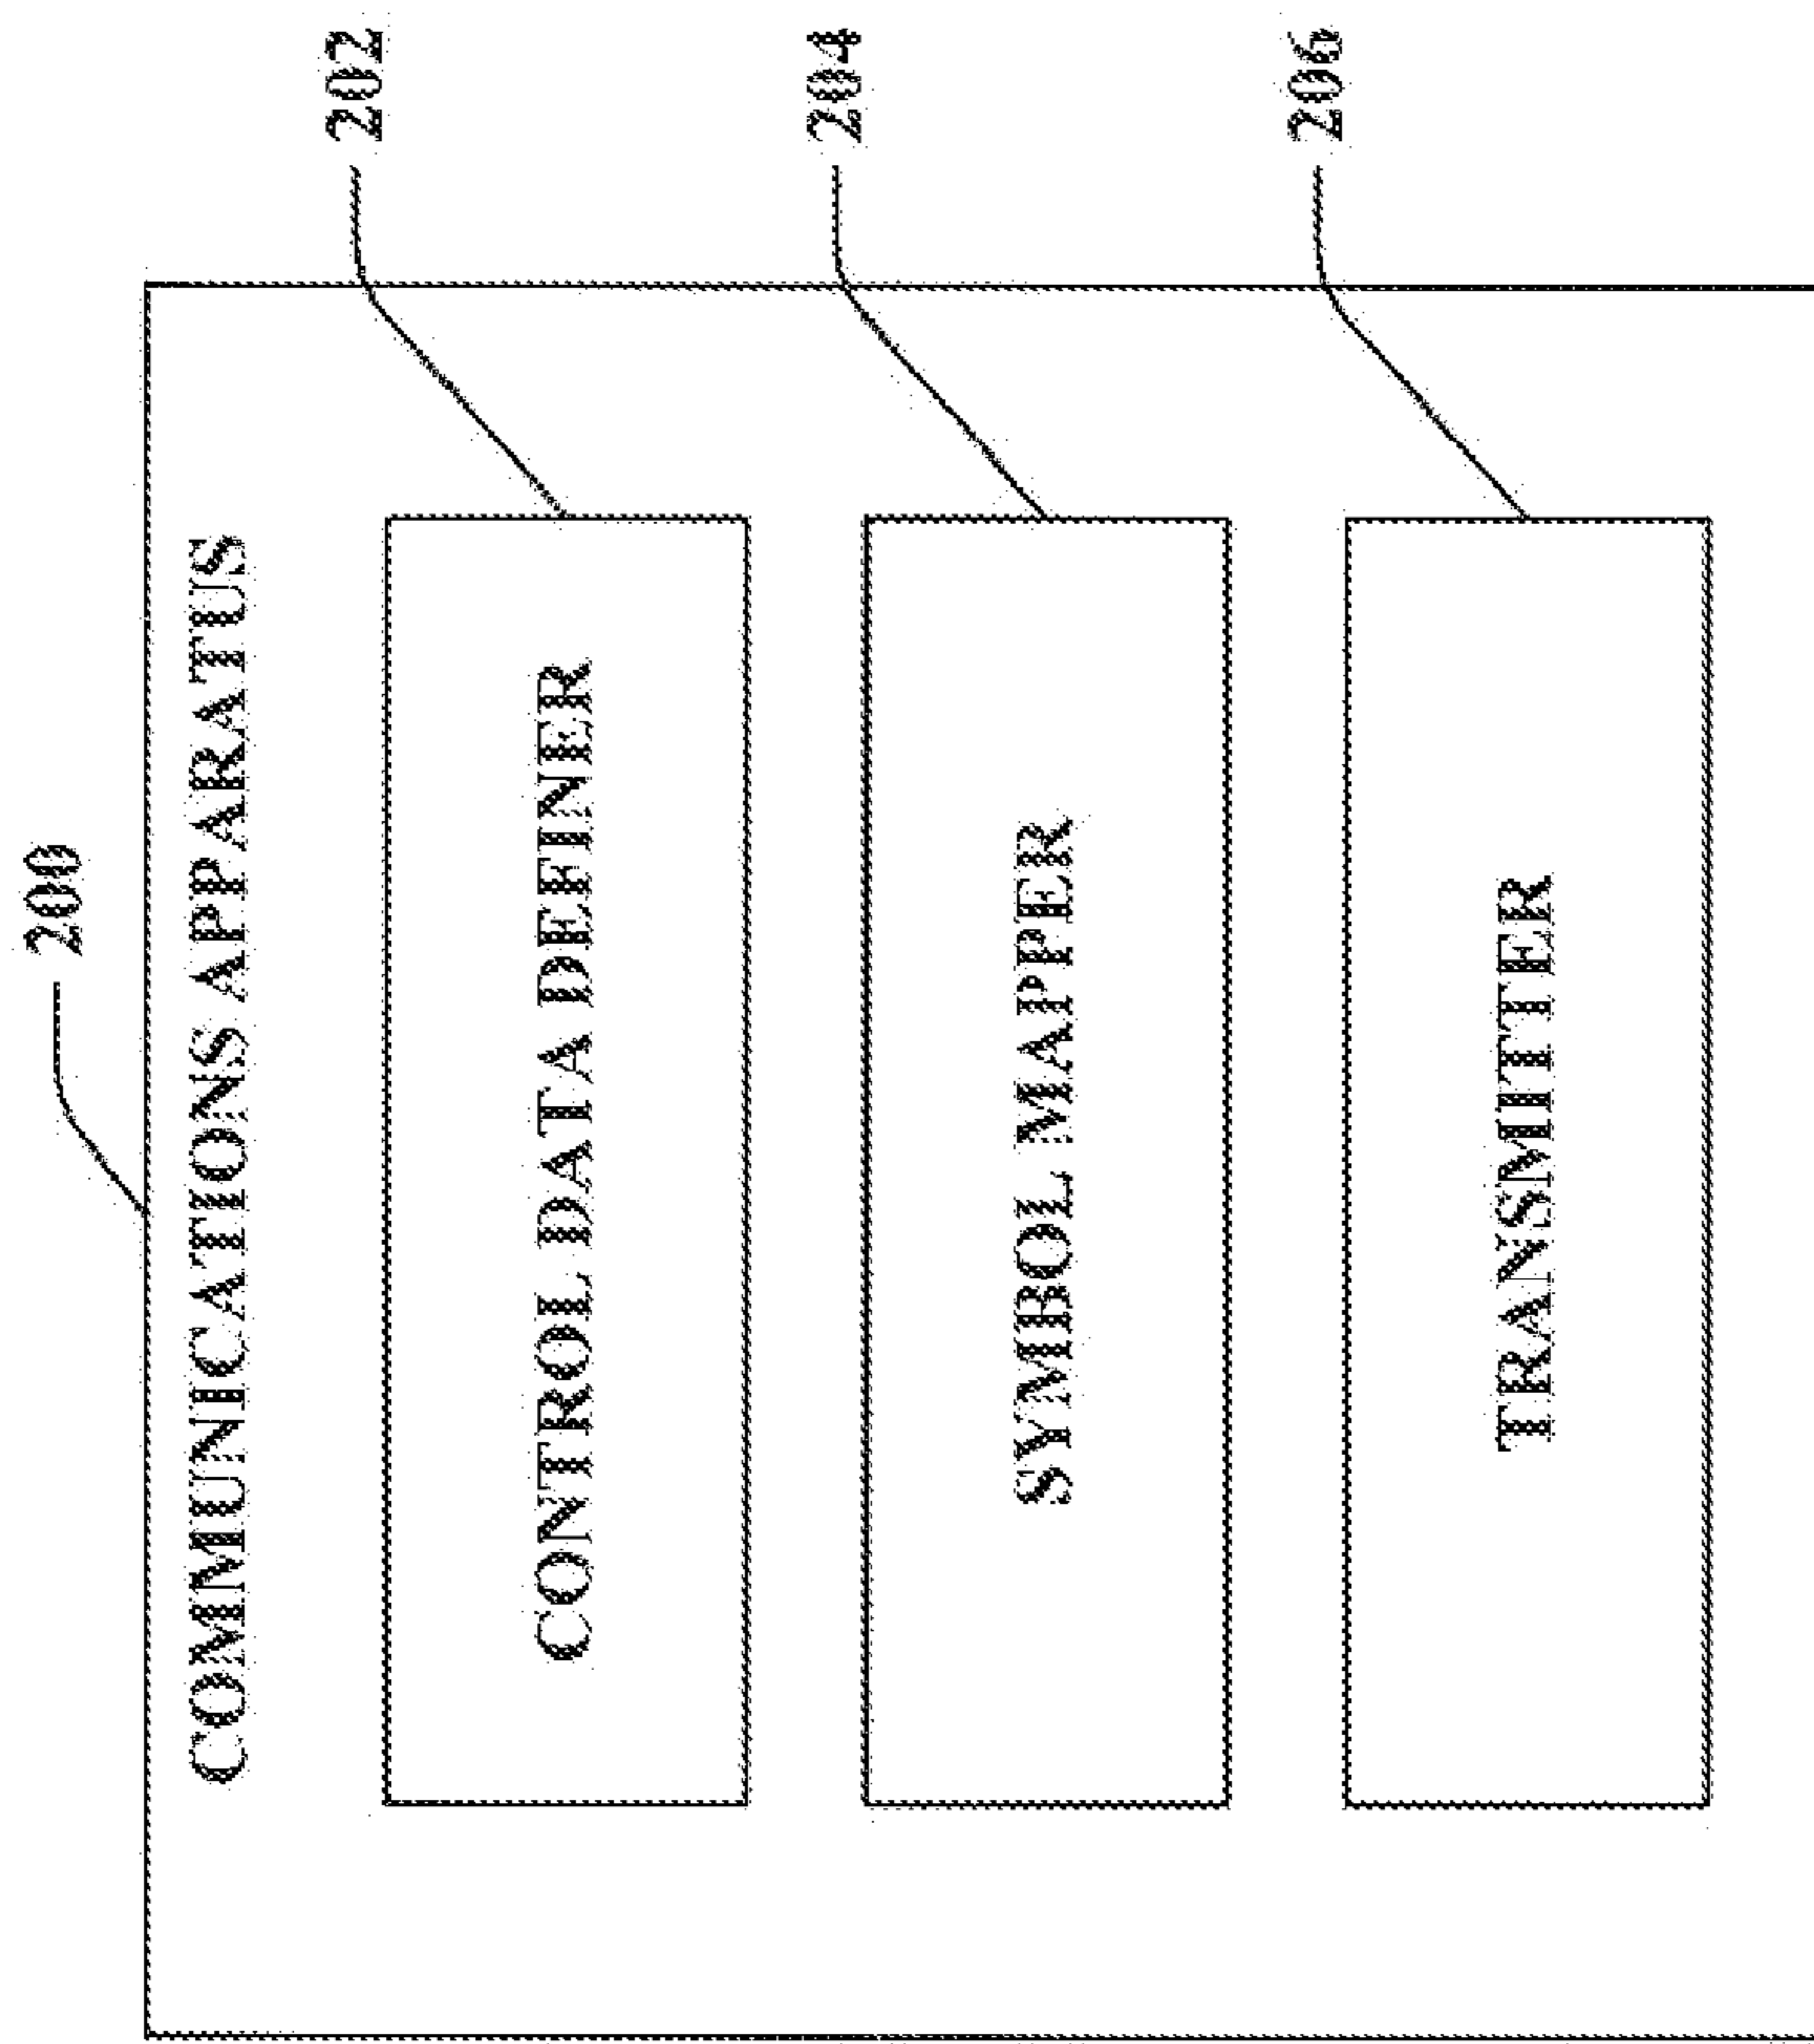 200
COMMUNICATIONS APPARATUS
202
CONTROL DATA DEFINER
204
SYMBOL MAPPER
206
TRANSMITTER